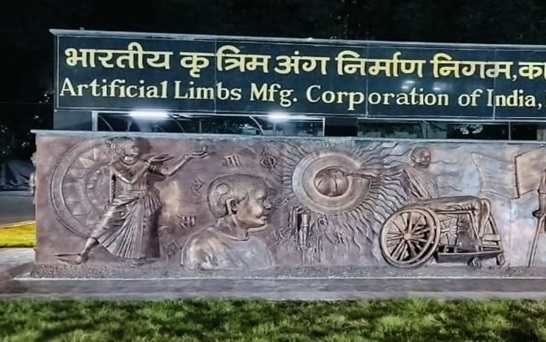 भारतीय कृत्रिम अंग निर्माण निगम,का
Artificial Limbs Mfg. Corporation of India,